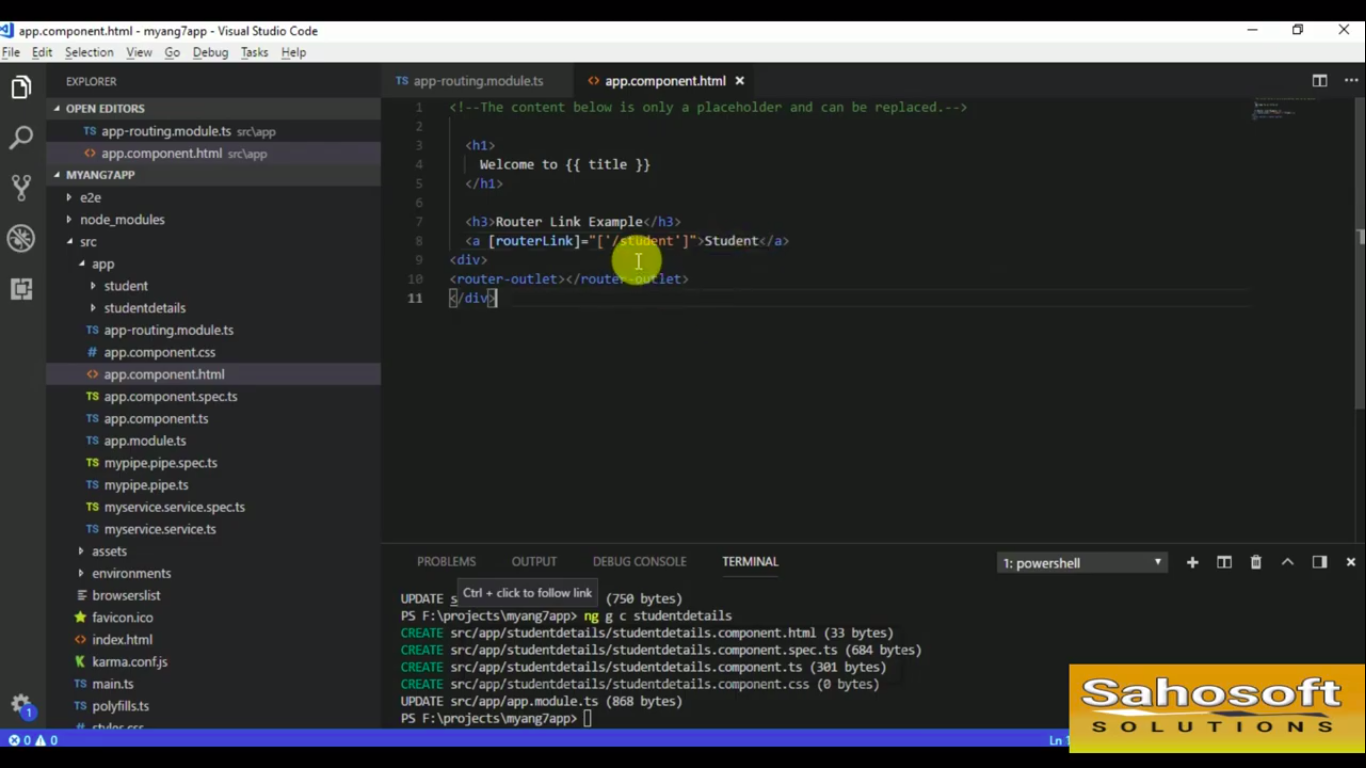 app.component.html - myang7app - Visual Studio Code
File Edit Selection View Go Debug Tasks Help
EXPLORER
OPEN EDITORS
TS app-routing.module.ts src\app
<> app.component.html src\app
MYANG7APP
e2e
node_modules
src
app
student
studentdetails
TS app-routing.module.ts
# app.component.css
<> app.component.html
TS app.component.spec.ts
TS app.component.ts
TS app.module.ts
TS mypipe.pipe.spec.ts
TS mypipe.pipe.ts
TS myservice.service.spec.ts
TS myservice.service.ts
assets
environments
browserslist
favicon.ico
<> index.html
K karma.conf.js
TS main.ts
TS polyfills.ts
# styles.css
1
0 0
TS app-routing.module.ts <> app.component.html
1 <!--The content below is only a placeholder and can be replaced.-->
2
3 <h1>
4 Welcome to {{ title }}
5 </h1>
6
7 <h3>Router Link Example</h3>
8 <a [routerLink]="['/student']">Student</a>
9 <div>
10 <router-outlet></router-outlet>
11 </div>
PROBLEMS OUTPUT DEBUG CONSOLE TERMINAL 1: powershell
Ctrl + click to follow link
UPDATE s (750 bytes)
PS F:\projects\myang7app> ng g c studentdetails
CREATE src/app/studentdetails/studentdetails.component.html (33 bytes)
CREATE src/app/studentdetails/studentdetails.component.spec.ts (684 bytes)
CREATE src/app/studentdetails/studentdetails.component.ts (301 bytes)
CREATE src/app/studentdetails/studentdetails.component.css (0 bytes)
UPDATE src/app/app.module.ts (868 bytes)
PS F:\projects\myang7app>
Ln 1
Sahosoft
SOLUTIONS